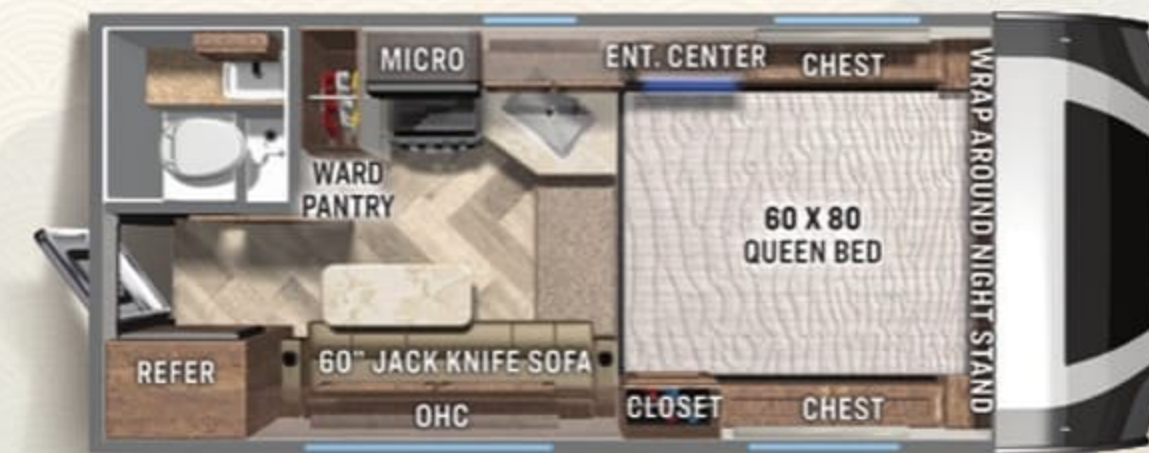 MICRO
ENT. CENTER
CHEST
WARD
PANTRY
60 X 80
QUEEN BED
WRAP AROUND NIGHT STAND
REFER
60" JACK KNIFE SOFA
OHC
CLOSET
CHEST